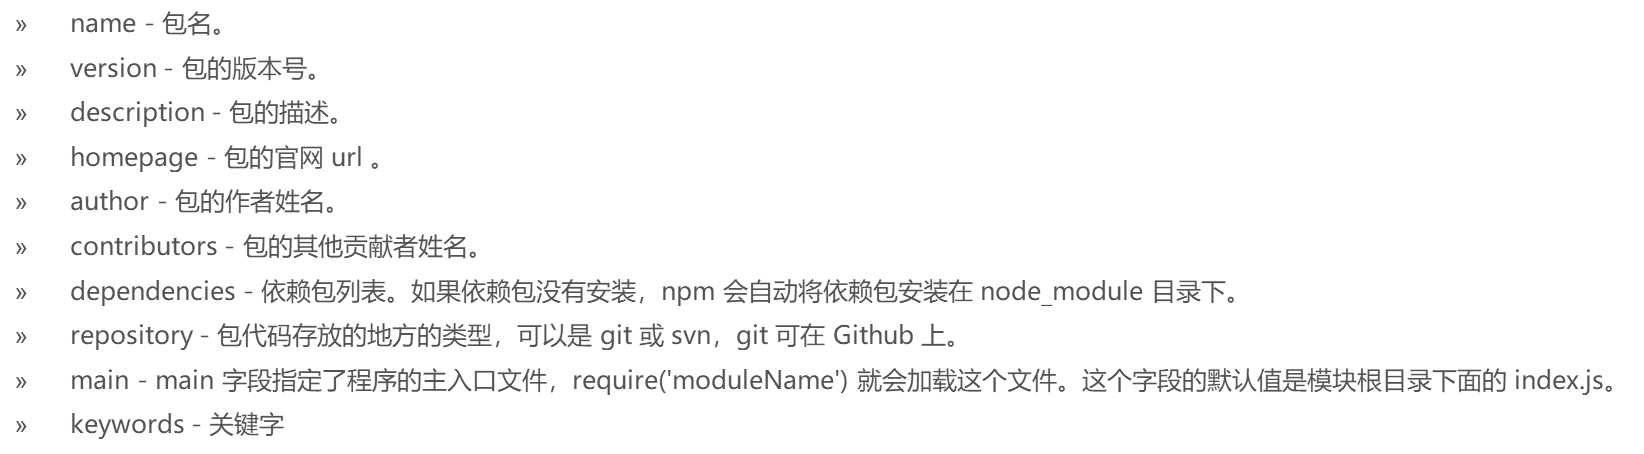 » name - 包名。
» version - 包的版本号。
» description - 包的描述。
» homepage - 包的官网 url 。
» author - 包的作者姓名。
» contributors - 包的其他贡献者姓名。
» dependencies - 依赖包列表。如果依赖包没有安装，npm 会自动将依赖包安装在 node_module 目录下。
» repository - 包代码存放的地方的类型，可以是 git 或 svn，git 可在 Github 上。
» main - main 字段指定了程序的主入口文件，require('moduleName') 就会加载这个文件。这个字段的默认值是模块根目录下面的 index.js。
» keywords - 关键字